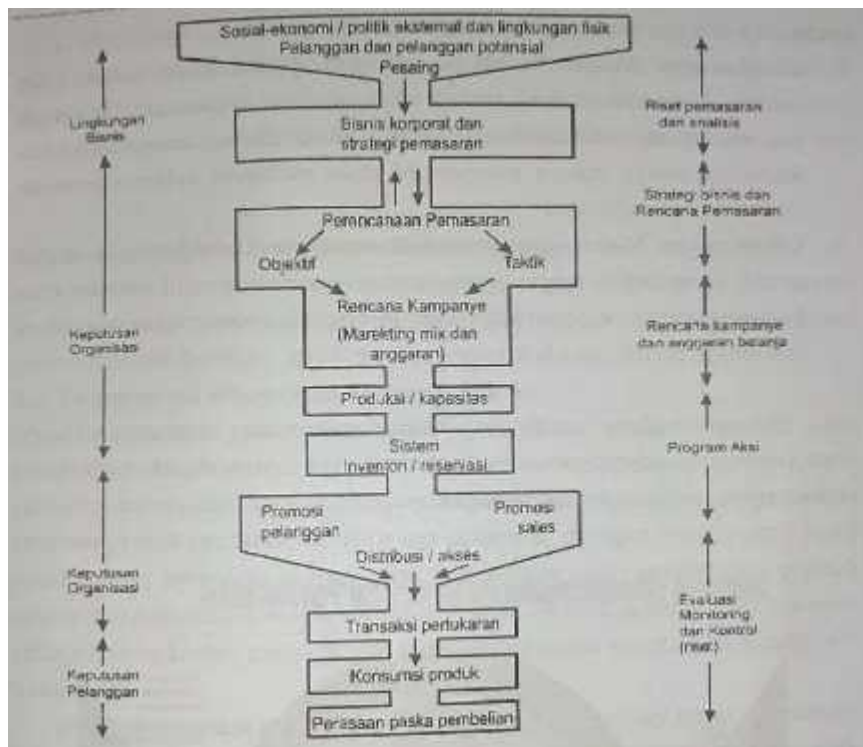 Sosial-ekonomi / politik eksternal dan lingkungan fisik
Pelanggan dan pelanggan potensial
Pesaing
Lingkungan
Bisnis
Riset pemasaran
dan analisis
Bisnis korporat dan
strategi pemasaran
Strategi bisnis dan
Rencana Pemasaran
Perencanaan Pemasaran
Objektif
Taktik
Rencana Kampanye
(Marekting mix dan
anggaran)
Keputusan
Organisasi
Rencana kampanye
dan anggaran belanja
Produksi / kapasitas
Sistem
Inventori / reservasi
Program Aksi
Promosi
pelanggan
Promosi
sales
Distribusi / akses
Keputusan
Organisasi
Evaluasi
Monitoring
dan Kontrol
(riset)
Transaksi pertukaran
Konsumsi produk
Keputusan
Pelanggan
Perasaan paska pembelian